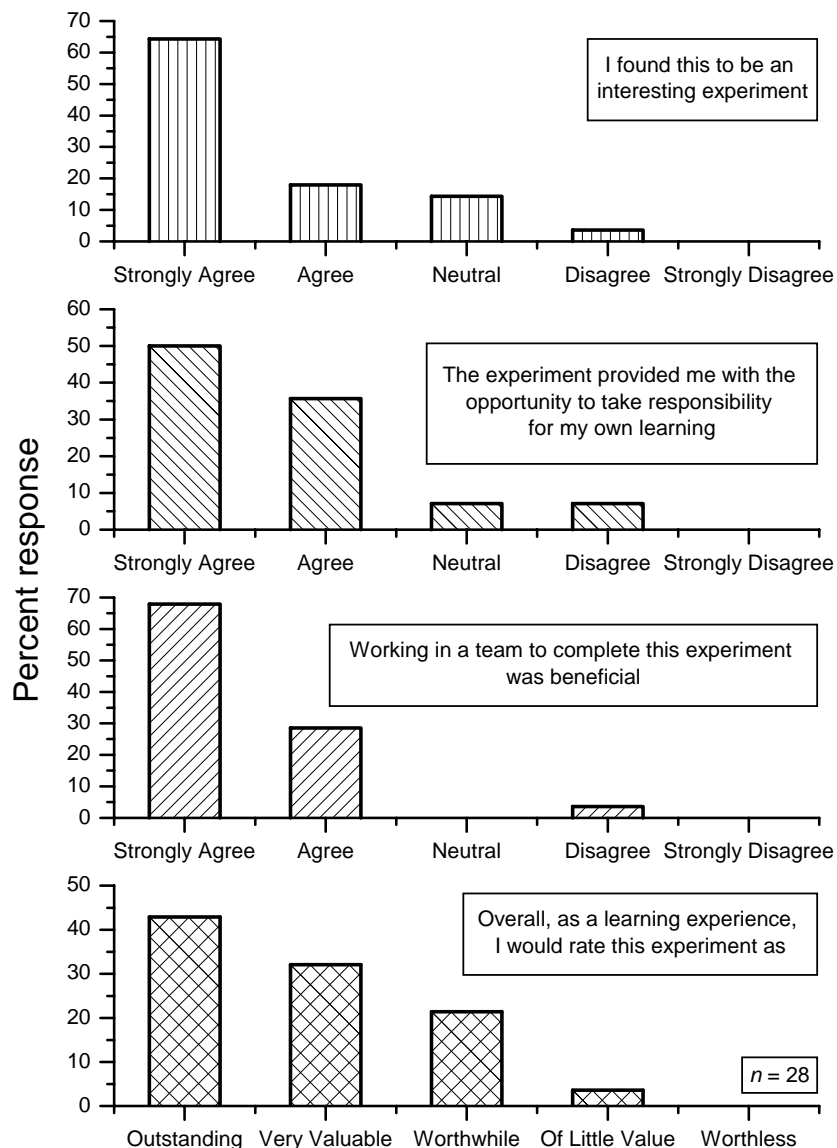 Percent response
70
60
50
40
30
20
10
0
I found this to be an
interesting experiment
Strongly Agree Agree Neutral Disagree Strongly Disagree
60
50
40
30
20
10
0
The experiment provided me with the
opportunity to take responsibility
for my own learning
Strongly Agree Agree Neutral Disagree Strongly Disagree
70
60
50
40
30
20
10
0
Working in a team to complete this experiment
was beneficial
Strongly Agree Agree Neutral Disagree Strongly Disagree
50
40
30
20
10
0
Overall, as a learning experience,
I would rate this experiment as
n = 28
Outstanding Very Valuable Worthwhile Of Little Value Worthless